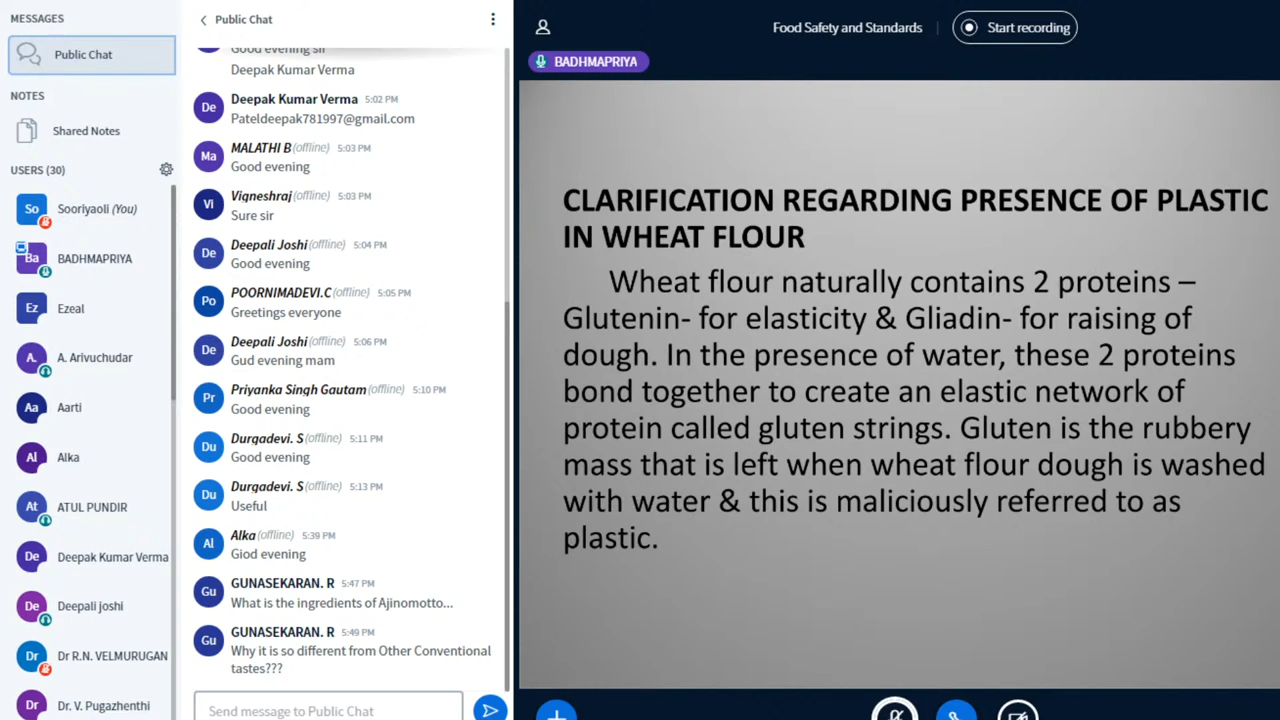 MESSAGES
Public Chat
NOTES
Shared Notes
USERS (30)
So
Sooriyaoli (You)
Ba
BADHMAPRIYA
Ez
Ezeal
A.
A. Arivuchudar
Aa
Aarti
Al
Alka
At
ATUL PUNDIR
De
Deepak Kumar Verma
De
Deepali joshi
Dr
Dr R.N. VELMURUGAN
Dr
Dr. V. Pugazhenthi
Public Chat
Good evening sir
Deepak Kumar Verma
De
Deepak Kumar Verma 5:02 PM
Pateldeepak781997@gmail.com
Ma
MALATHI B (offline) 5:03 PM
Good evening
Vi
Vigneshraj (offline) 5:03 PM
Sure sir
De
Deepali Joshi (offline) 5:04 PM
Good evening
Po
POORNIMADEVI.C (offline) 5:05 PM
Greetings everyone
De
Deepali Joshi (offline) 5:06 PM
Gud evening mam
Pr
Priyanka Singh Gautam (offline) 5:10 PM
Good evening
Du
Durgadevi. S (offline) 5:11 PM
Good evening
Du
Durgadevi. S (offline) 5:13 PM
Useful
Al
Alka (offline) 5:39 PM
Giod evening
Gu
GUNASEKARAN. R 5:47 PM
What is the ingredients of Ajinomotto...
Gu
GUNASEKARAN. R 5:49 PM
Why it is so different from Other Conventional
tastes???
Send message to Public Chat
Food Safety and Standards
Start recording
BADHMAPRIYA
CLARIFICATION REGARDING PRESENCE OF PLASTIC
IN WHEAT FLOUR
Wheat flour naturally contains 2 proteins –
Glutenin- for elasticity & Gliadin- for raising of
dough. In the presence of water, these 2 proteins
bond together to create an elastic network of
protein called gluten strings. Gluten is the rubbery
mass that is left when wheat flour dough is washed
with water & this is maliciously referred to as
plastic.